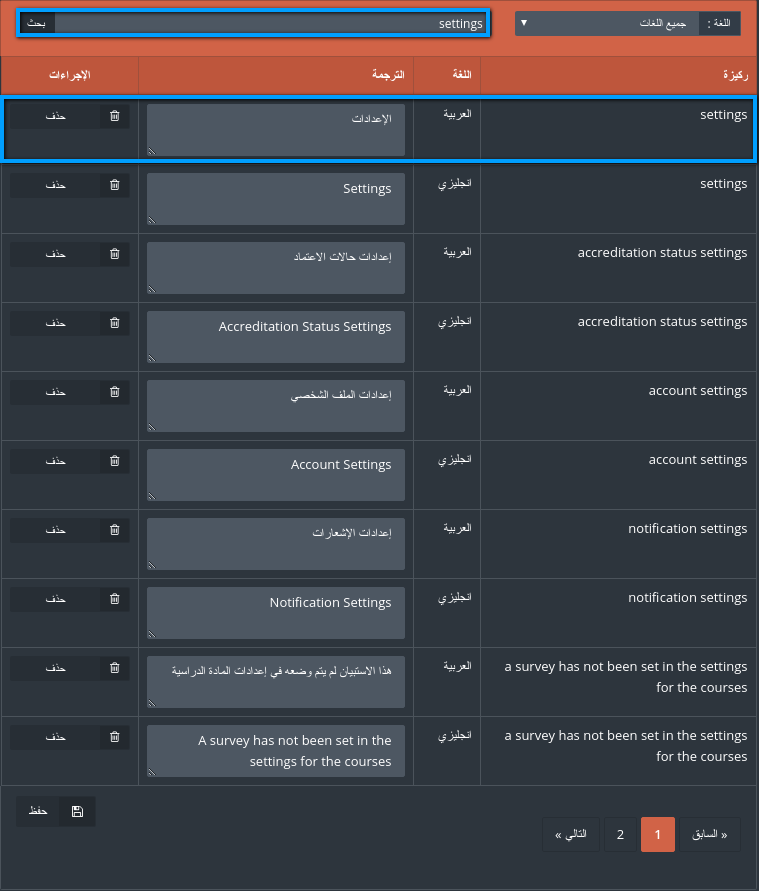 اللغة :
جميع اللغات
settings
بحث
ركيزة
اللغة
الترجمة
الإجراءات
settings
العربية
الإعدادات
حذف
settings
انجليزي
Settings
حذف
accreditation status settings
العربية
إعدادات حالات الاعتماد
حذف
accreditation status settings
انجليزي
Accreditation Status Settings
حذف
account settings
العربية
إعدادات الملف الشخصي
حذف
account settings
انجليزي
Account Settings
حذف
notification settings
العربية
إعدادات الإشعارات
حذف
notification settings
انجليزي
Notification Settings
حذف
a survey has not been set in the settings
for the courses
العربية
هذا الاستبيان لم يتم وضعه في إعدادات المادة الدراسية
حذف
a survey has not been set in the settings
for the courses
انجليزي
A survey has not been set in the
settings for the courses
حذف
حفظ
« السابق
1
2
التالي »